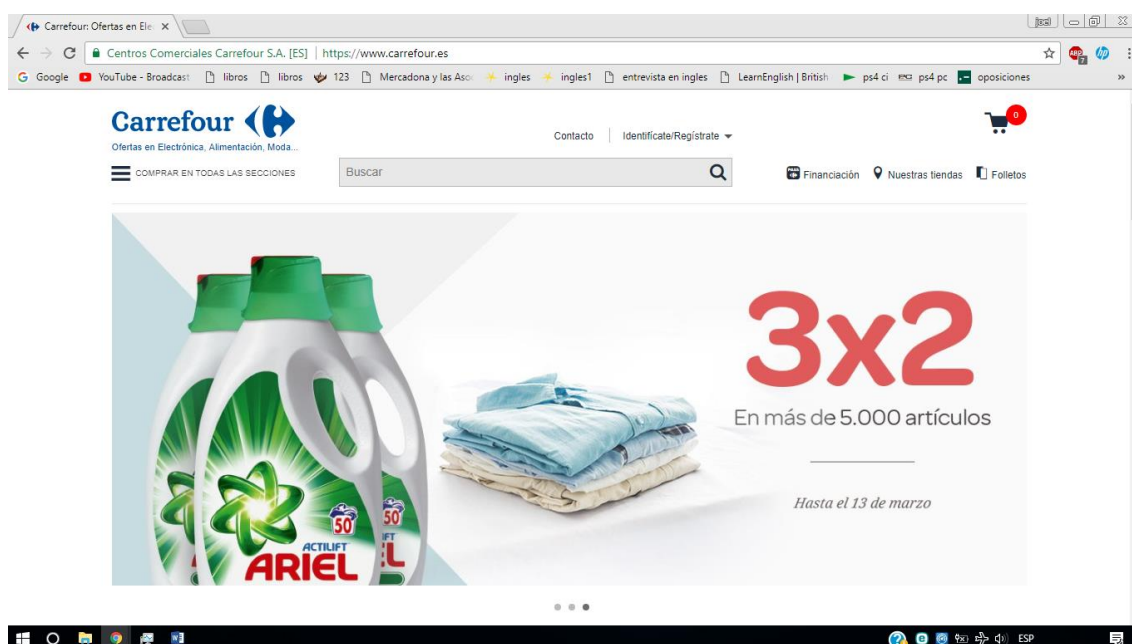 Carrefour: Ofertas en Ele
Centros Comerciales Carrefour S.A. [ES] | https://www.carrefour.es
Google YouTube - Broadcast libros libros 123 Mercadona y las Aso ingles ingles1 entrevista en ingles LearnEnglish | British ps4 ci ps4 pc oposiciones »
Carrefour
Ofertas en Electrónica, Alimentación, Moda...
Contacto Identifícate/Regístrate
0
COMPRAR EN TODAS LAS SECCIONES
Buscar
Financiación Nuestras tiendas Folletos
3x2
En más de 5.000 artículos
Hasta el 13 de marzo
50
50
ACTILIFT
ARIEL
IFT
EL
ESP